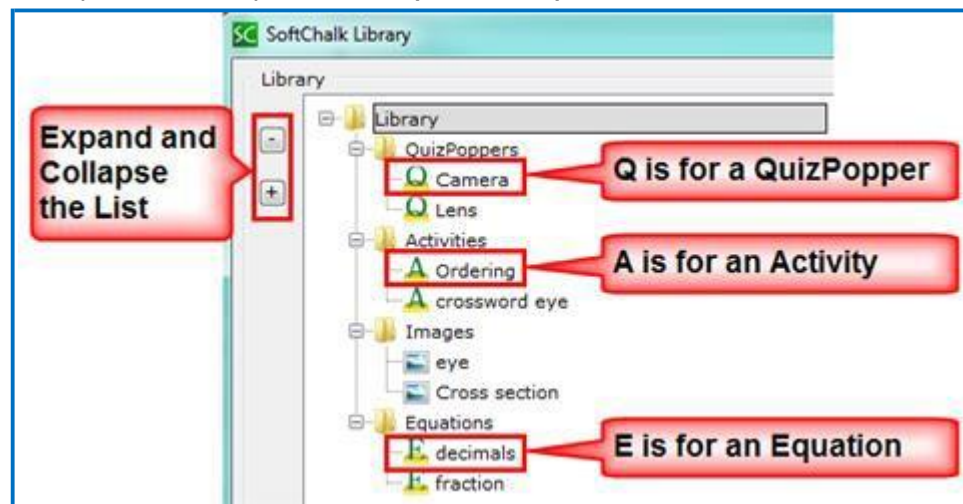 SC SoftChalk Library
Library
Expand and
Collapse
the List
-
+
Library
QuizPoppers
Q Camera
Q is for a QuizPopper
Q Lens
Activities
A Ordering
A is for an Activity
A crossword eye
Images
eye
Cross section
Equations
E decimals
E is for an Equation
E fraction